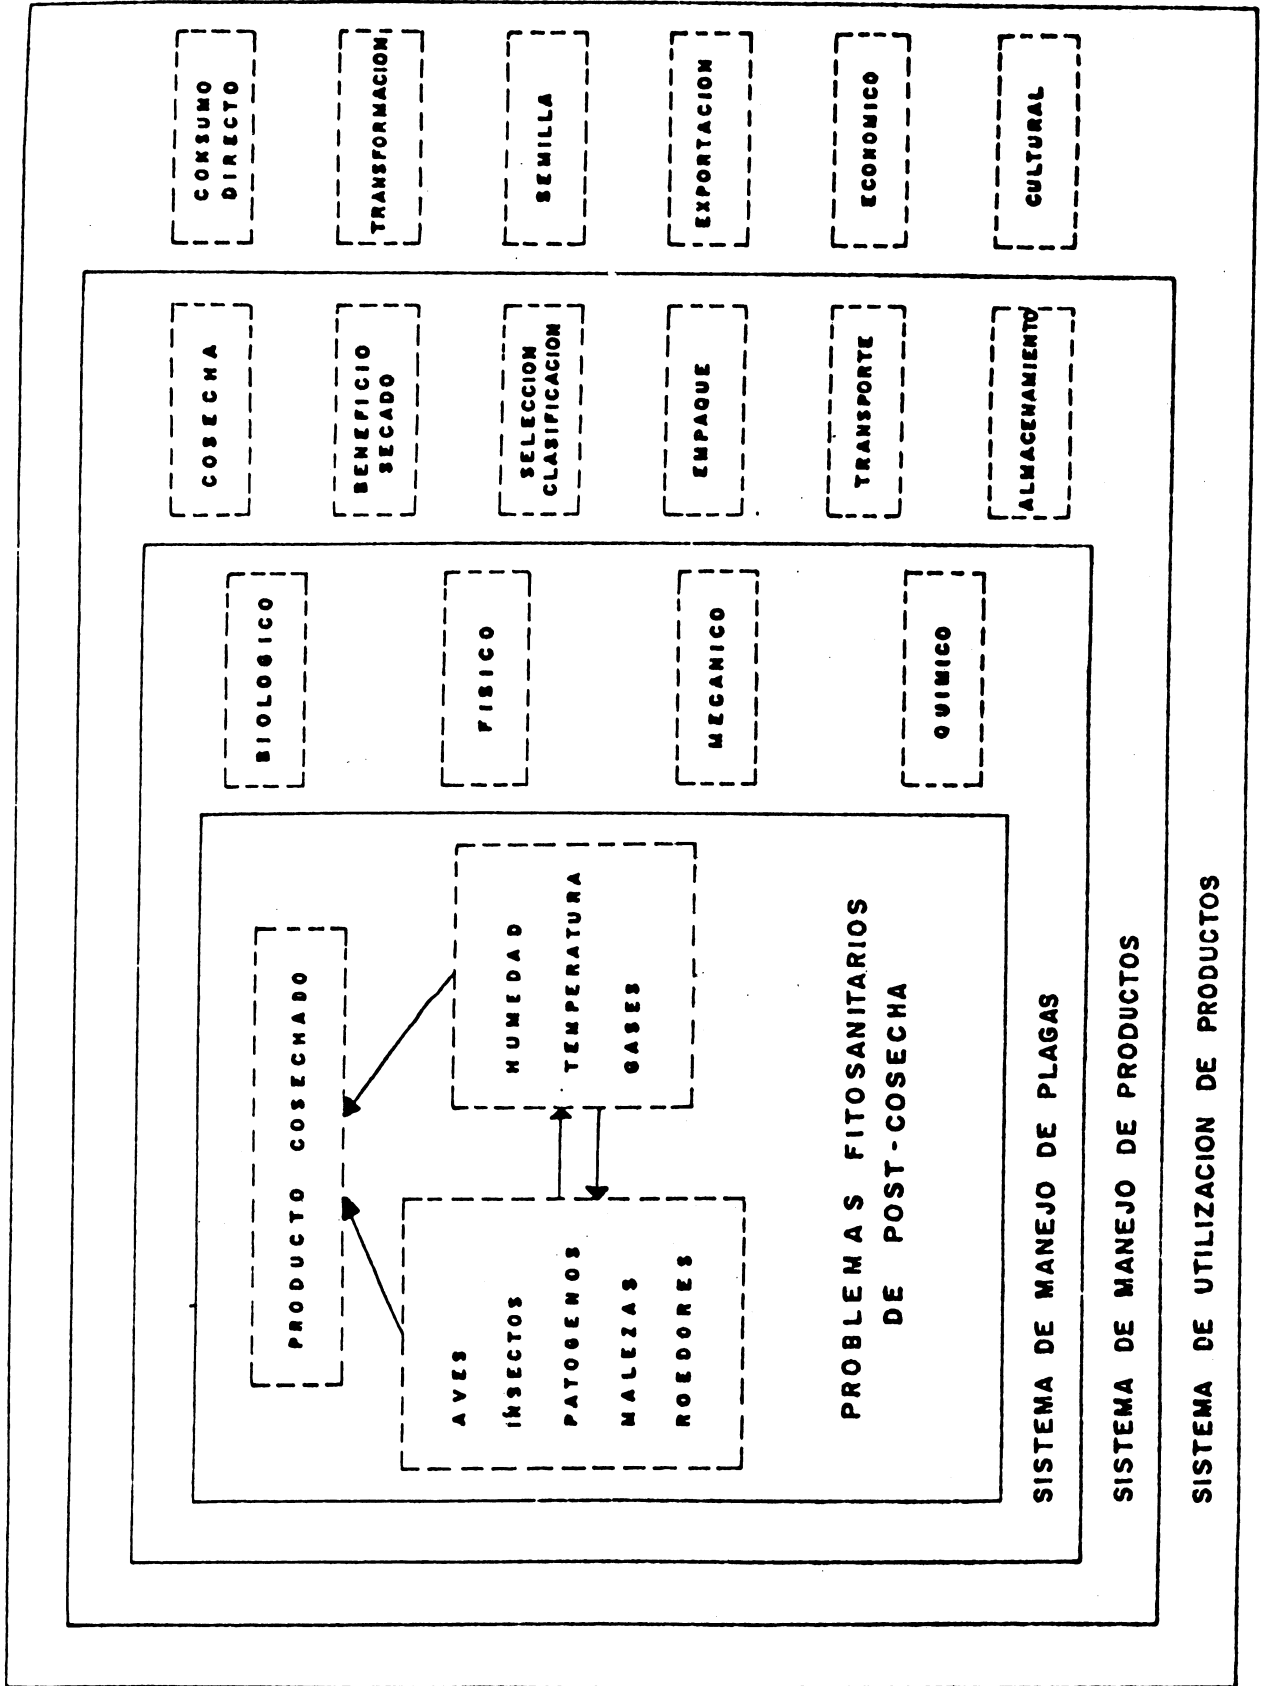 PRODUCTO COSECHADO
AVES
INSECTOS
PATOGENOS
MALEZAS
ROEDORES
HUMEDAD
TEMPERATURA
GASES
PROBLEMAS FITOSANITARIOS
DE POST-COSECHA
BIOLOGICO
FISICO
MECANICO
QUIMICO
SISTEMA DE MANEJO DE PLAGAS
COSECHA
BENEFICIO
SECADO
SELECCION
CLASIFICACION
EMPAQUE
TRANSPORTE
ALMACENAMIENTO
SISTEMA DE MANEJO DE PRODUCTOS
CONSUMO
DIRECTO
TRANSFORMACION
SEMILLA
EXPORTACION
ECONOMICO
CULTURAL
SISTEMA DE UTILIZACION DE PRODUCTOS